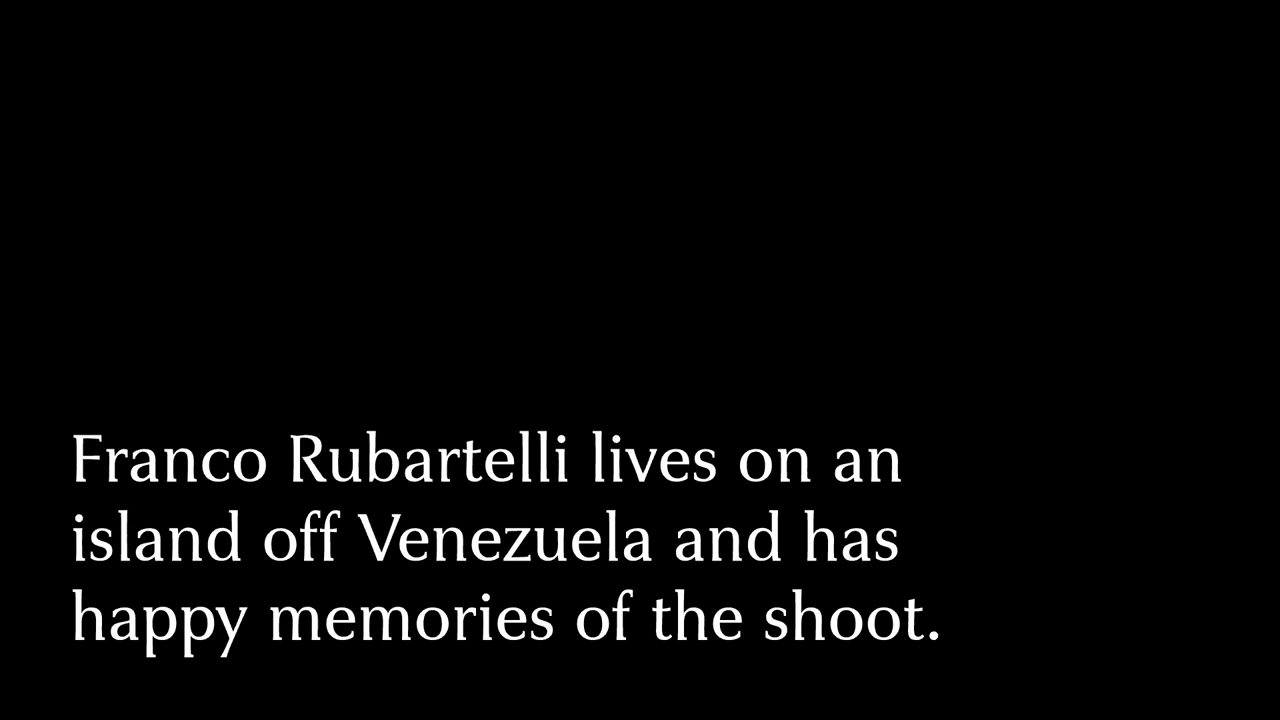 Franco Rubartelli lives on an
island off Venezuela and has
happy memories of the shoot.